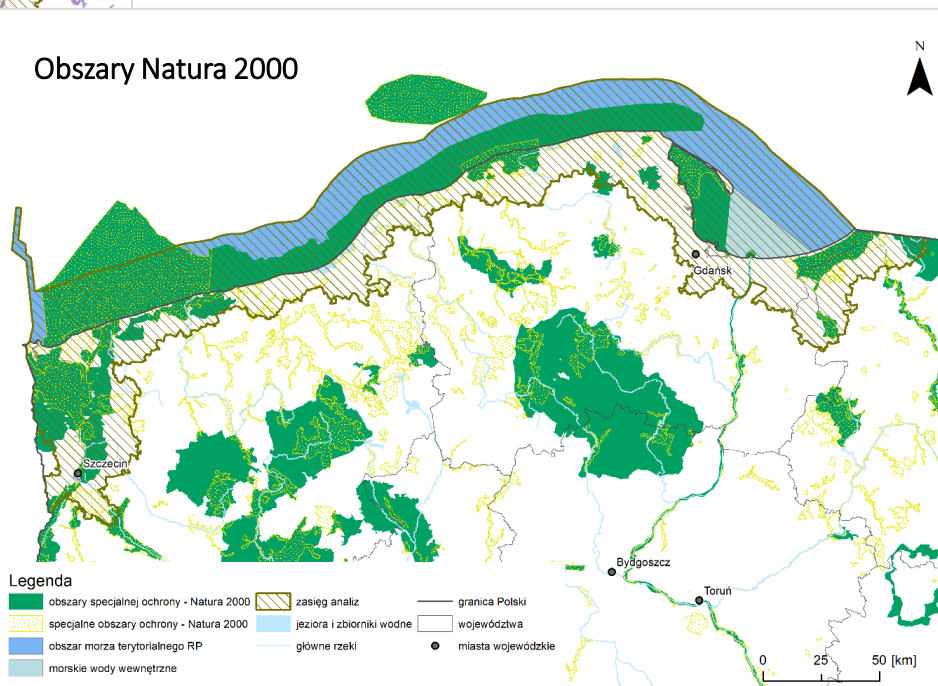 Obszary Natura 2000
N
Gdańsk
Szczecin
Bydgoszcz
Toruń
Legenda
obszary specjalnej ochrony - Natura 2000
specjalne obszary ochrony - Natura 2000
obszar morza terytorialnego RP
morskie wody wewnętrzne
zasięg analiz
jeziora i zbiorniki wodne
główne rzeki
granica Polski
województwa
miasta wojewódzkie
0 25 50 [km]